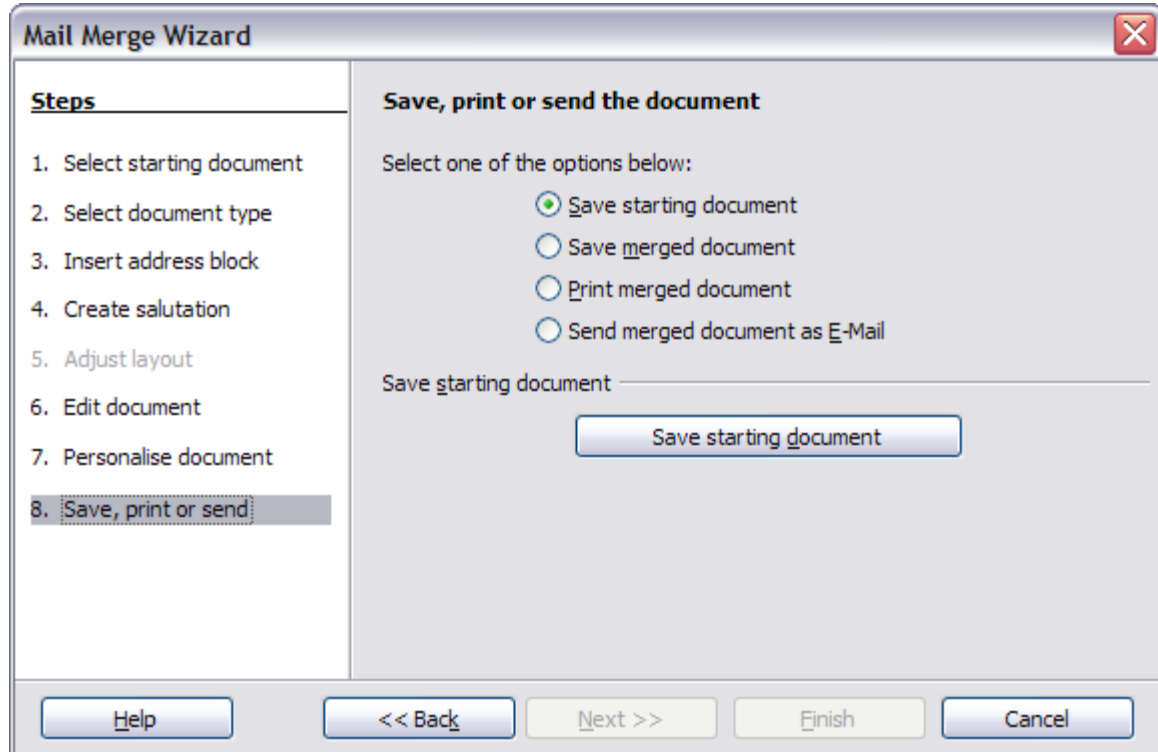 Mail Merge Wizard
Steps
1. Select starting document
2. Select document type
3. Insert address block
4. Create salutation
5. Adjust layout
6. Edit document
7. Personalise document
8. Save, print or send
Save, print or send the document
Select one of the options below:
Save starting document
Save merged document
Print merged document
Send merged document as E-Mail
Save starting document
Save starting document
Help
<< Back
Next >>
Finish
Cancel